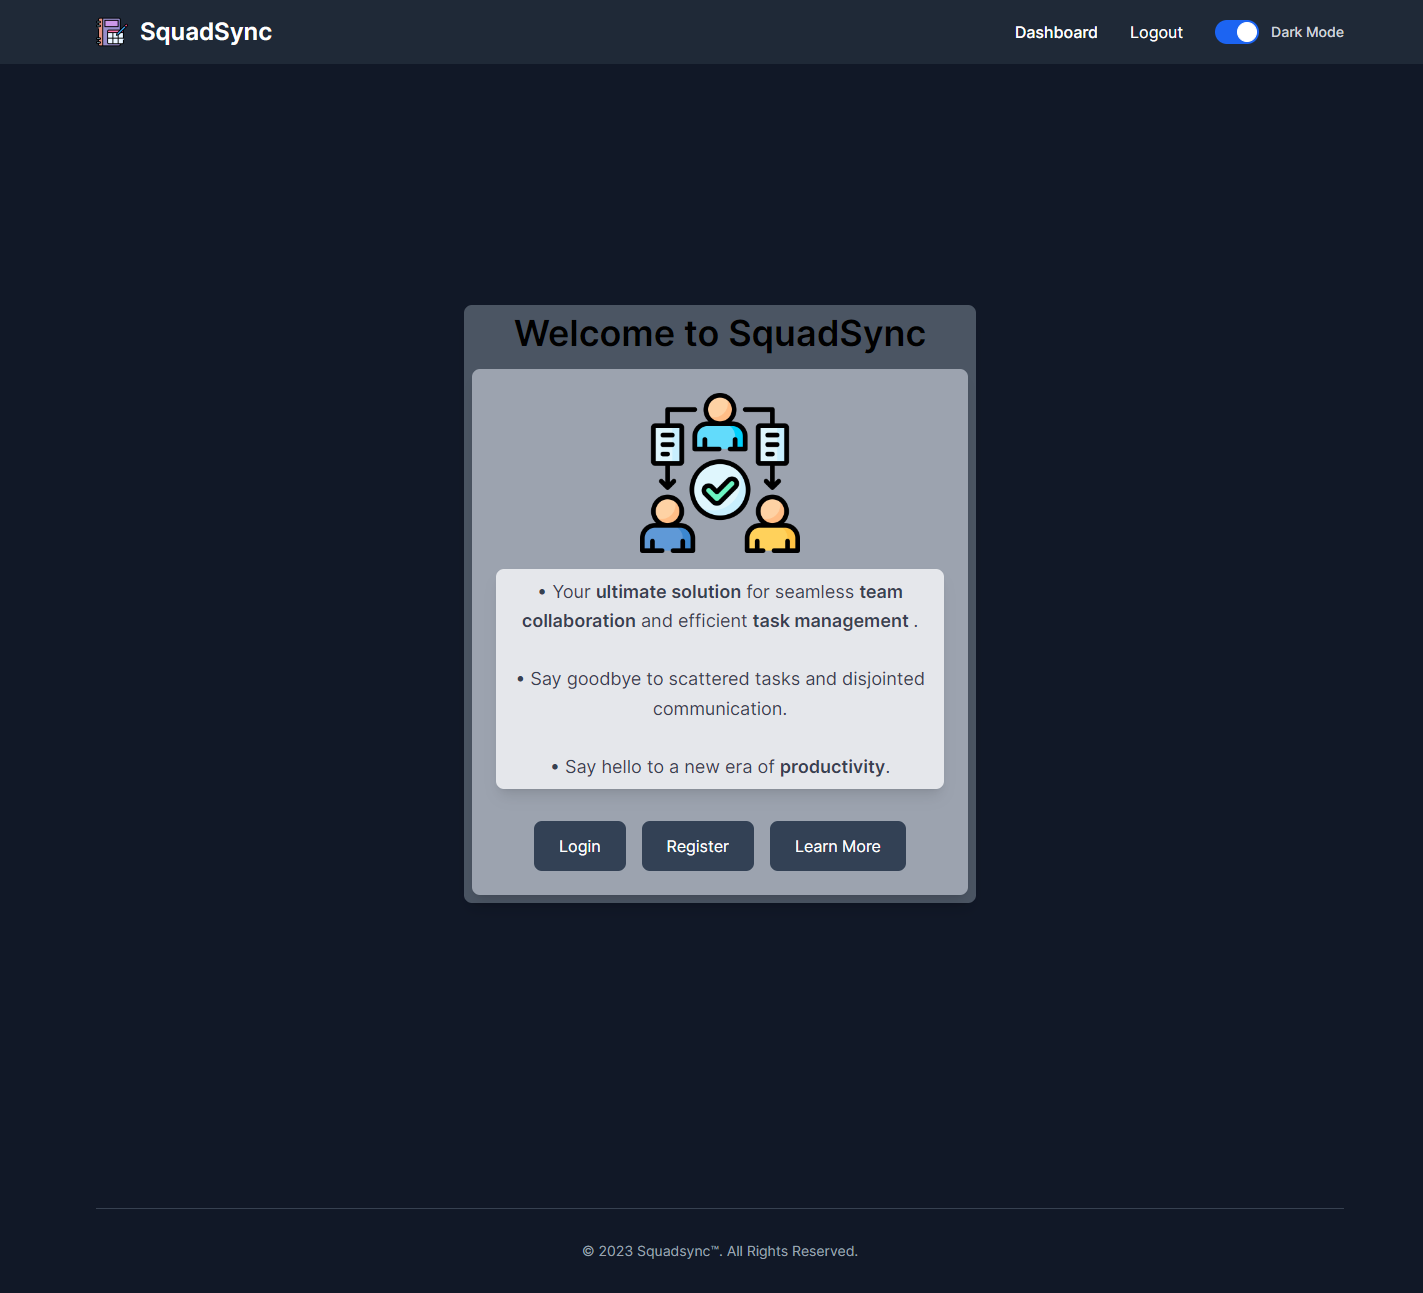 SquadSync
Dashboard
Logout
Dark Mode
Welcome to SquadSync
• Your ultimate solution for seamless team
collaboration and efficient task management .
• Say goodbye to scattered tasks and disjointed
communication.
• Say hello to a new era of productivity.
Login
Register
Learn More
© 2023 Squadsync™. All Rights Reserved.